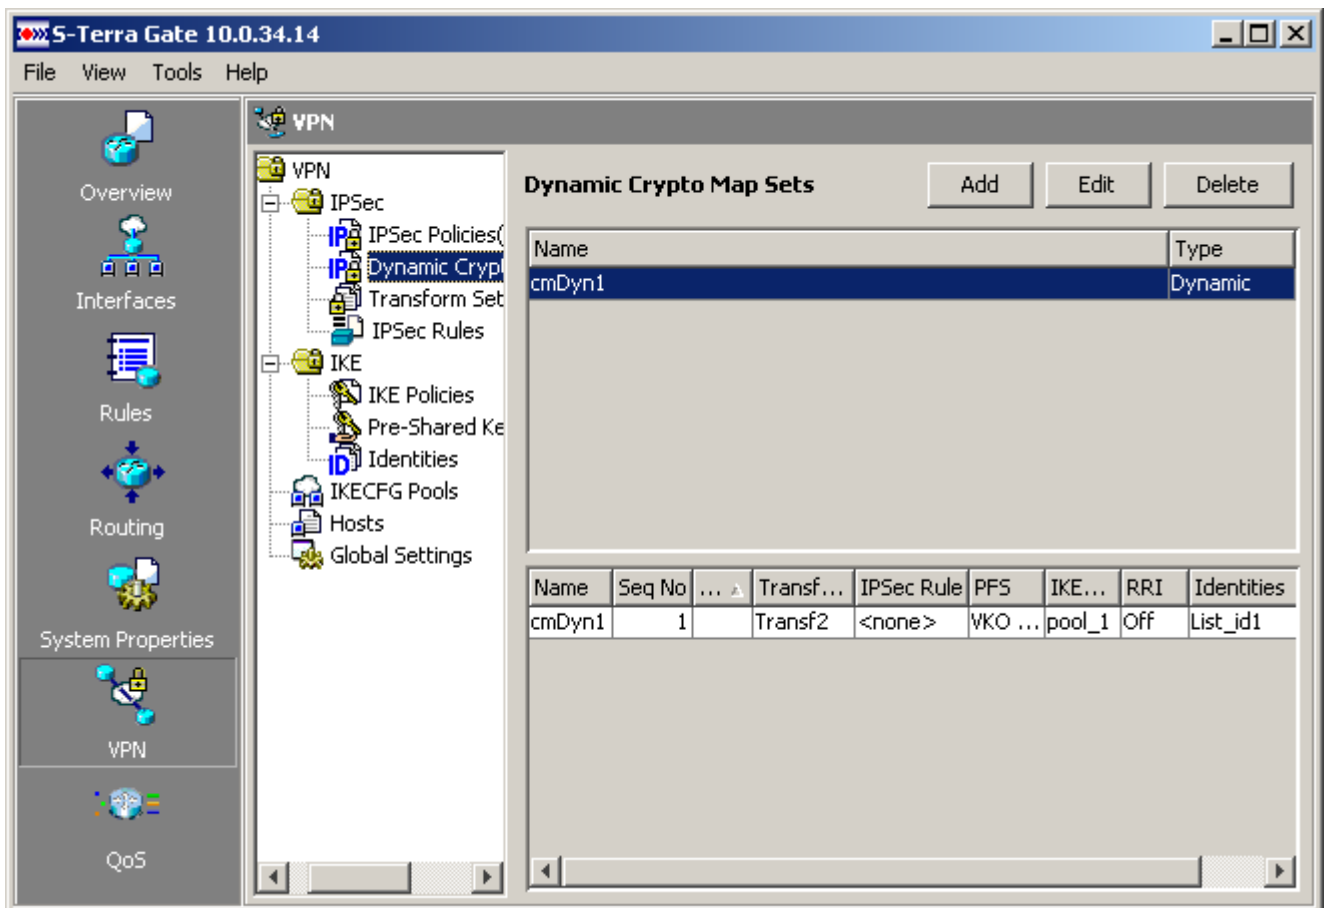 S-Terra Gate 10.0.34.14
File View Tools Help
Overview
Interfaces
Rules
Routing
System Properties
VPN
QoS
VPN
VPN
IPSec
IPSec Policies(
Dynamic Crypt
Transform Set
IPSec Rules
IKE
IKE Policies
Pre-Shared Ke
Identities
IKECFG Pools
Hosts
Global Settings
Dynamic Crypto Map Sets Add Edit Delete
Name Type
cmDyn1 Dynamic
Name Seq No ... Transf... IPSec Rule PFS IKE... RRI Identities
cmDyn1 1 Transf2 <none> VKO ... pool_1 Off List_id1